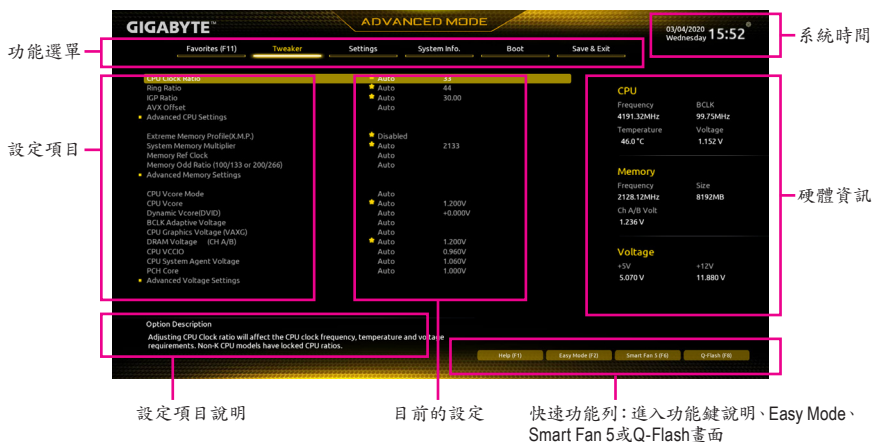 GIGABYTE™
ADVANCED MODE
03/04/2020
Wednesday 15:52
系統時間
功能選單
Favorites (F11) Tweaker Settings System Info. Boot Save & Exit
CPU Clock Ratio Auto 33
Ring Ratio Auto 44
IGP Ratio Auto 30.00
AVX Offset Auto
Advanced CPU Settings
Extreme Memory Profile(X.M.P.) Disabled
System Memory Multiplier Auto 2133
Memory Ref Clock Auto
Memory Odd Ratio (100/133 or 200/266) Auto
Advanced Memory Settings
CPU Vcore Mode Auto
CPU Vcore Auto 1.200V
Dynamic Vcore(DVID) Auto +0.000V
BCLK Adaptive Voltage Auto
CPU Graphics Voltage (VAXG) Auto
DRAM Voltage (CH A/B) Auto 1.200V
CPU VCCIO Auto 0.960V
CPU System Agent Voltage Auto 1.060V
PCH Core Auto 1.000V
Advanced Voltage Settings
設定項目
CPU
Frequency BCLK
4191.32MHz 99.75MHz
Temperature Voltage
46.0 °C 1.152 V
Memory
Frequency Size
2128.12MHz 8192MB
Ch A/B Volt
1.236 V
Voltage
+5V +12V
5.070 V 11.880 V
硬體資訊
Option Description
Adjusting CPU Clock ratio will affect the CPU clock frequency, temperature and voltage
requirements. Non-K CPU models have locked CPU ratios.
Help (F1) Easy Mode (F2) Smart Fan 5 (F6) Q-Flash (F8)
設定項目說明
目前的設定
快速功能列：進入功能鍵說明、Easy Mode、
Smart Fan 5或Q-Flash畫面